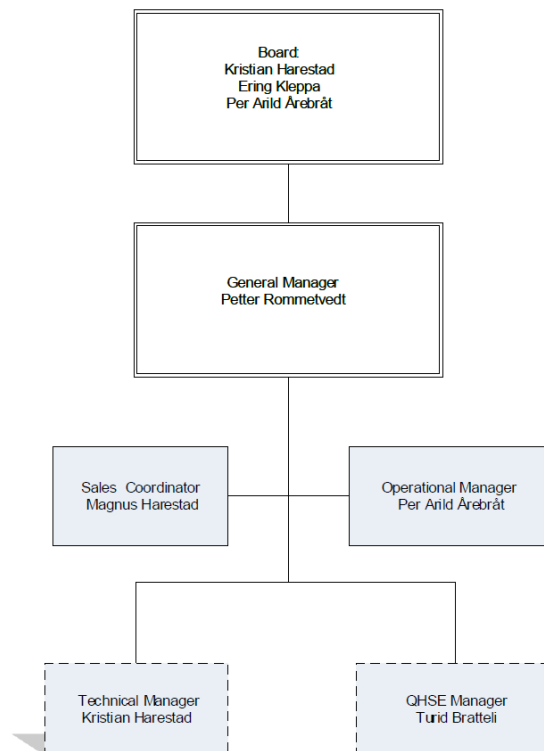 Board:
Kristian Harestad
Ering Kleppa
Per Arild Årebråt
General Manager
Petter Rommetvedt
Sales Coordinator
Magnus Harestad
Operational Manager
Per Arild Årebråt
Technical Manager
Kristian Harestad
QHSE Manager
Turid Bratteli